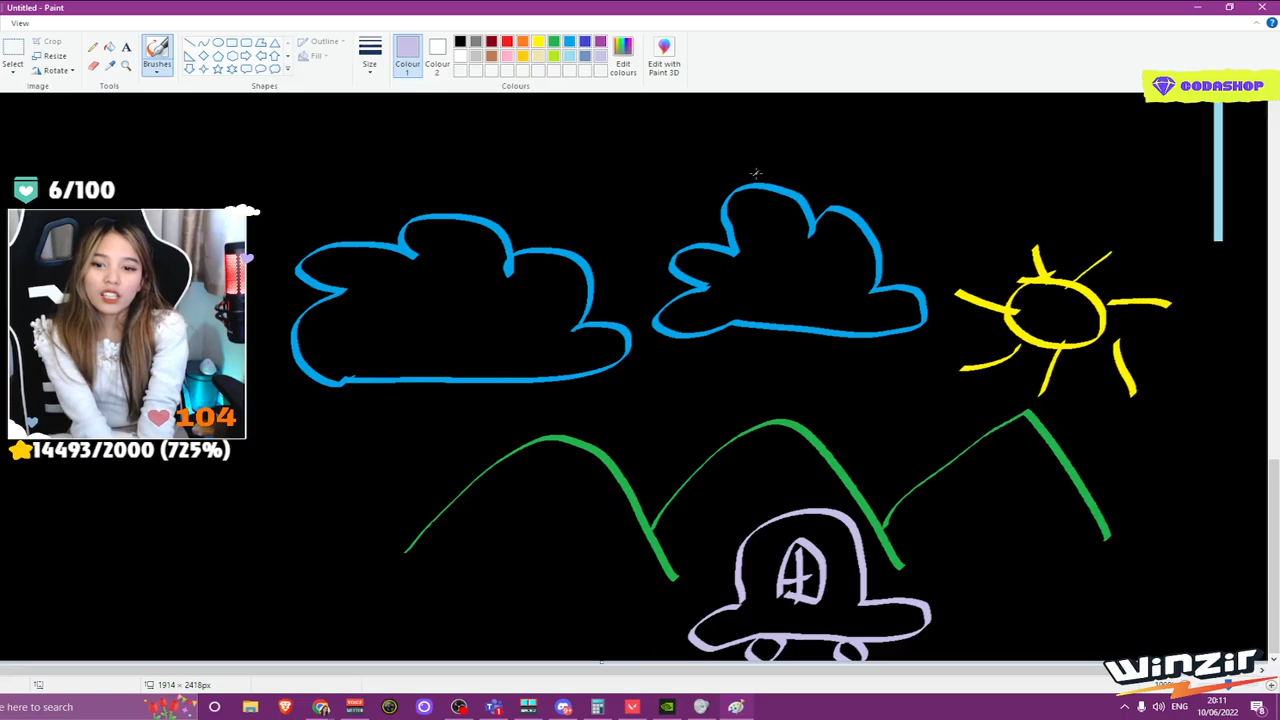 Untitled - Paint
View
Select
Crop
Resize
Rotate
Image
A
Tools
Brushes
Shapes
Outline
Fill
Size
Colour
1
Colour
2
Colours
Edit
colours
Edit with
Paint 3D
CODASHOP
6/100
104
14493/2000 (725%)
WINZIR
1914 × 2418px
e here to search
ENG
20:11
10/06/2022
8